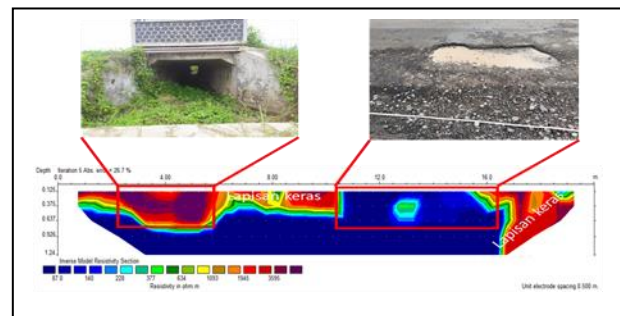 Depth Iteration 5 Abs. error = 26.7 %
0.0 4.00 8.00 12.0 16.0 m.
0.125
0.375
0.637
0.926
1.24
Lapisan keras
Lapisan keras
Inverse Model Resistivity Section
87.0 140 228 377 634 1093 1948 3595
Resistivity in ohm.m
Unit electrode spacing 0.500 m.